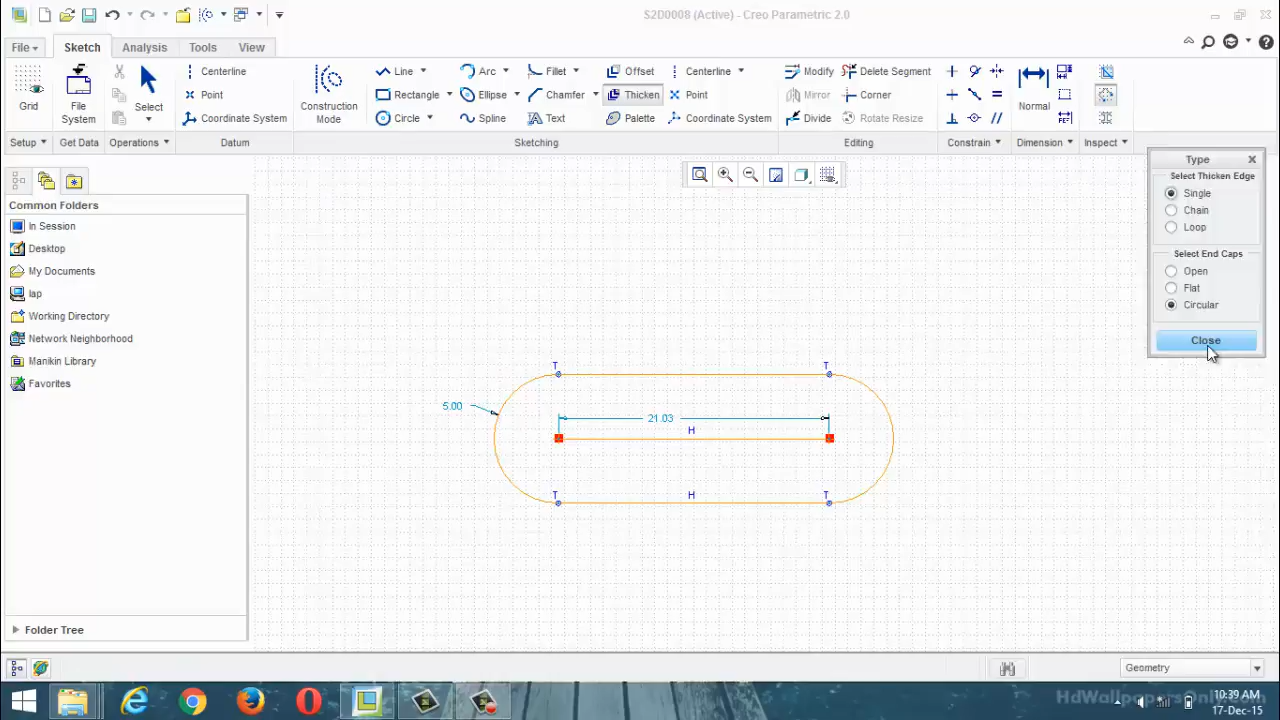 S2D0008 (Active) - Creo Parametric 2.0
File Sketch Analysis Tools View
Grid
File System
Select
Centerline
Point
Coordinate System
Construction Mode
Line Arc Fillet Offset Centerline
Rectangle Ellipse Chamfer Thicken Point
Circle Spline Text Palette Coordinate System
Modify Delete Segment
Mirror Corner
Divide Rotate Resize
Normal
REF
Setup Get Data Operations Datum Sketching Editing Constrain Dimension Inspect
Common Folders
In Session
Desktop
My Documents
lap
Working Directory
Network Neighborhood
Manikin Library
Favorites
Folder Tree
Type
Select Thicken Edge
Single
Chain
Loop
Select End Caps
Open
Flat
Circular
Close
T T
5.00
21.03
H
T H T
Geometry
HdWallpapersOnly.com
10:39 AM
17-Dec-15